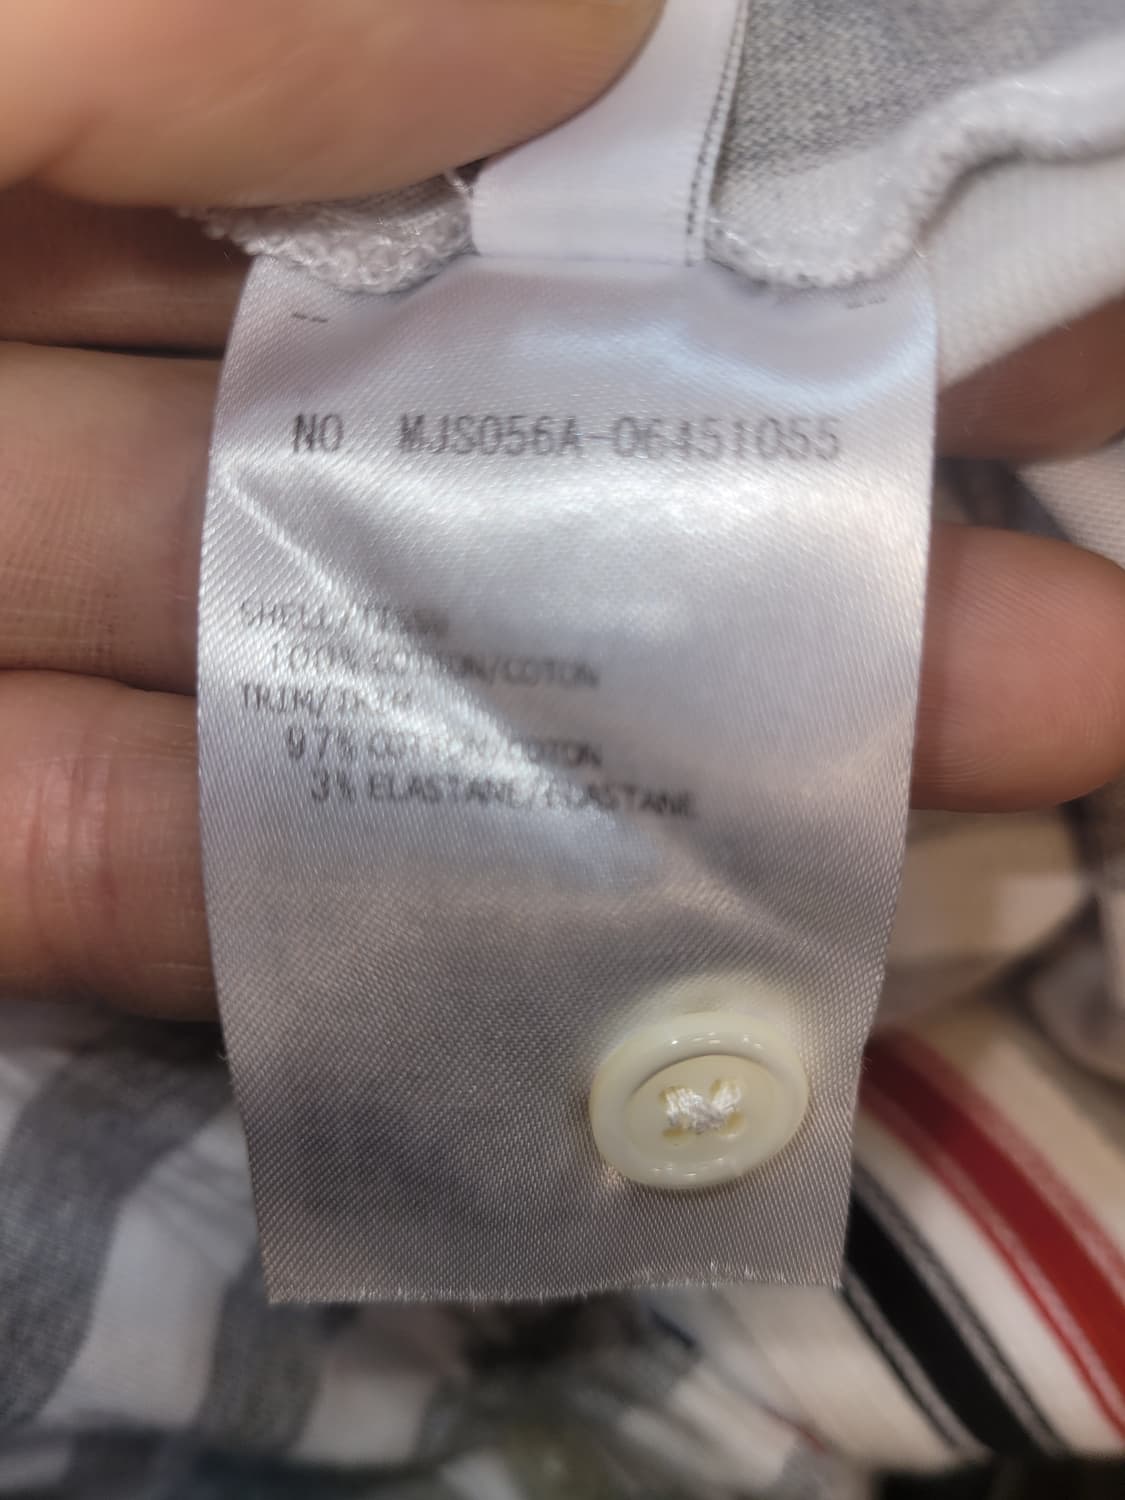 NO MJS056A-06451055
SHELL/TISSU
100% COTTON/COTON
TRIM/TRIM
97% COTTON/COTON
3% ELASTANE/ELASTANE